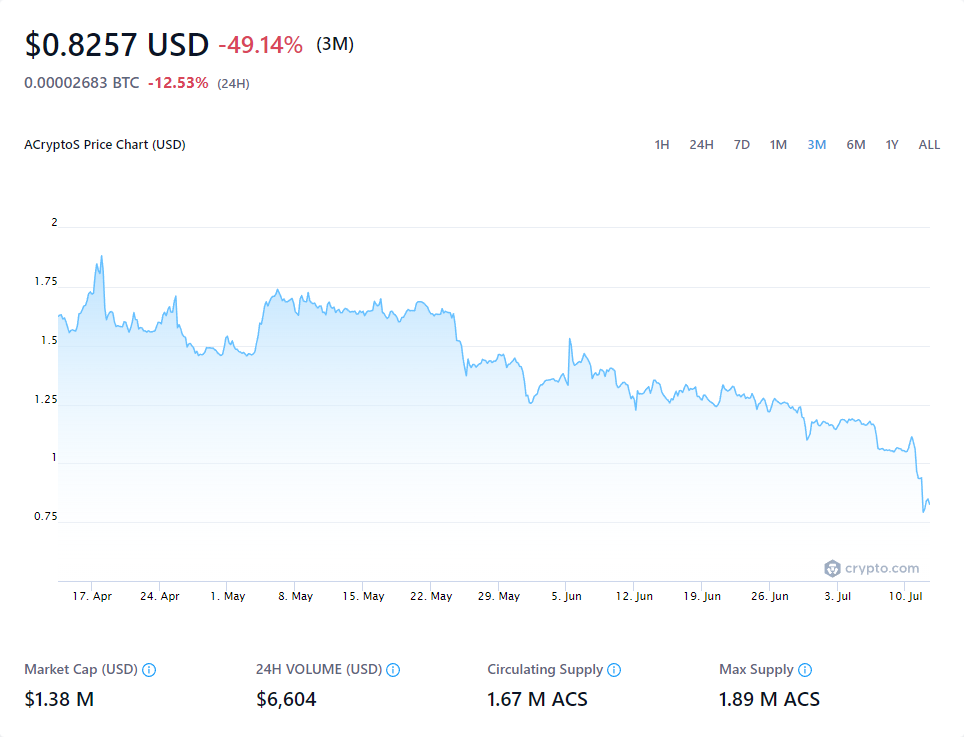 $0.8257 USD -49.14% (3M)
0.00002683 BTC -12.53% (24H)
ACryptoS Price Chart (USD) 1H 24H 7D 1M 3M 6M 1Y ALL
2
1.75
1.5
1.25
1
0.75
crypto.com
17. Apr 24. Apr 1. May 8. May 15. May 22. May 29. May 5. Jun 12. Jun 19. Jun 26. Jun 3. Jul 10. Jul
Market Cap (USD) 24H VOLUME (USD) Circulating Supply Max Supply
$1.38 M $6,604 1.67 M ACS 1.89 M ACS